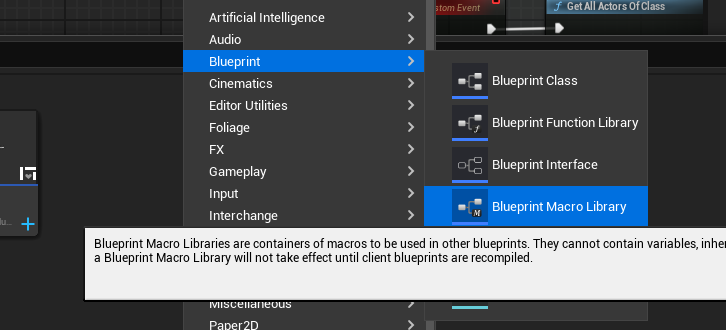 stom Event
Get All Actors Of Class
Artificial Intelligence
Audio
Blueprint
Cinematics
Editor Utilities
Foliage
FX
Gameplay
Input
Interchange
Blueprint Class
Blueprint Function Library
Blueprint Interface
Blueprint Macro Library
Blueprint Macro Libraries are containers of macros to be used in other blueprints. They cannot contain variables, inhe
a Blueprint Macro Library will not take effect until client blueprints are recompiled.
Miscellaneous
Paper2D